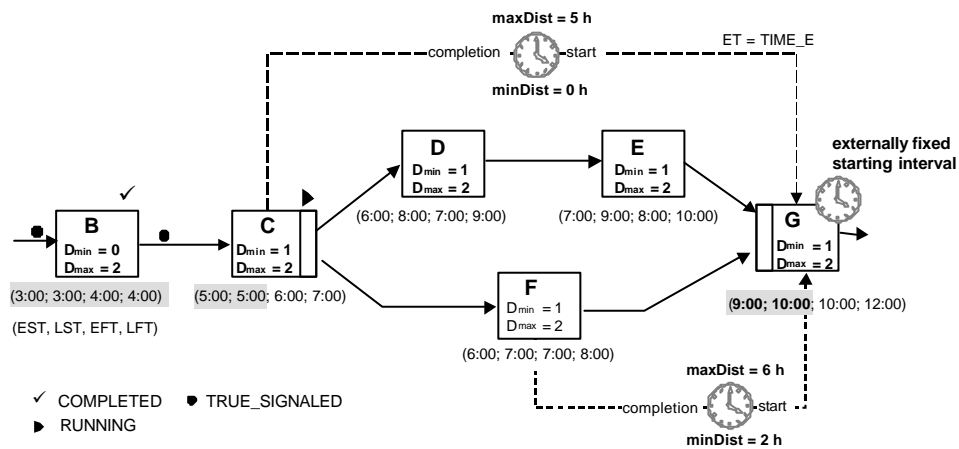 maxDist = 5 h
completion
start
minDist = 0 h
ET = TIME_E
externally fixed
starting interval
D
Dmin = 1
Dmax = 2
(6:00; 8:00; 7:00; 9:00)
E
Dmin = 1
Dmax = 2
(7:00; 9:00; 8:00; 10:00)
B
Dmin = 0
Dmax = 2
(3:00; 3:00; 4:00; 4:00)
(EST, LST, EFT, LFT)
C
Dmin = 1
Dmax = 2
(5:00; 5:00; 6:00; 7:00)
G
Dmin = 1
Dmax = 2
(9:00; 10:00; 10:00; 12:00)
F
Dmin = 1
Dmax = 2
(6:00; 7:00; 7:00; 8:00)
maxDist = 6 h
completion
start
minDist = 2 h
COMPLETED
TRUE_SIGNALED
RUNNING